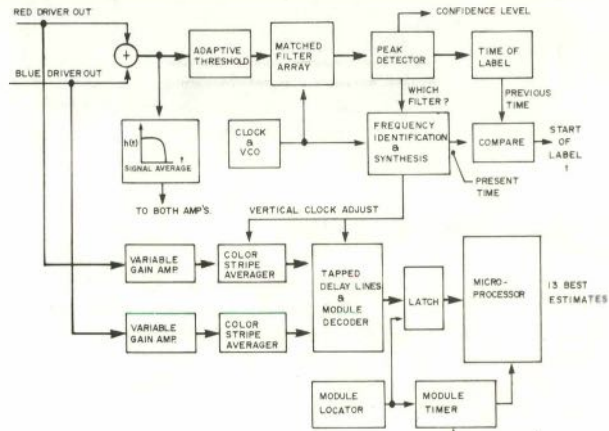 RED DRIVER OUT
BLUE DRIVER OUT
+
ADAPTIVE
THRESHOLD
MATCHED
FILTER
ARRAY
PEAK
DETECTOR
CONFIDENCE LEVEL
TIME OF
LABEL
WHICH
FILTER?
PREVIOUS
TIME
h(t)
f
SIGNAL AVERAGE
TO BOTH AMP'S.
CLOCK
&
VCO
FREQUENCY
IDENTIFICATION
&
SYNTHESIS
COMPARE
START
OF
LABEL
?
PRESENT
TIME
VERTICAL CLOCK ADJUST
VARIABLE
GAIN AMP.
COLOR
STRIPE
AVERAGER
TAPPED
DELAY LINES
&
MODULE
DECODER
LATCH
MICRO-
PROCESSOR
13 BEST
ESTIMATES
VARIABLE
GAIN AMP.
COLOR
STRIPE
AVERAGER
MODULE
LOCATOR
MODULE
TIMER